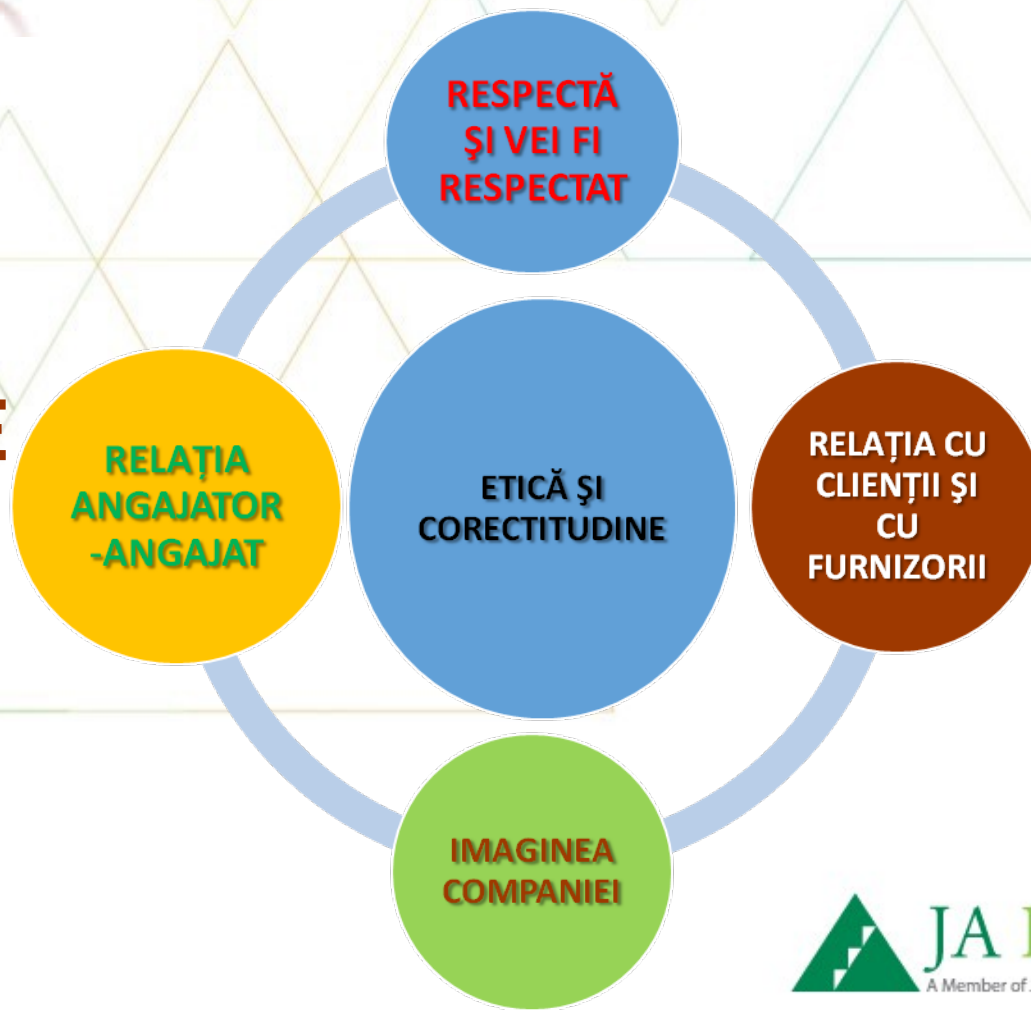 RESPECTĂ
ŞI VEI FI
RESPECTAT
E
RELAȚIA
ANGAJATOR
-ANGAJAT
ETICĂ ŞI
CORECTITUDINE
RELAȚIA CU
CLIENȚII ŞI
CU
FURNIZORII
IMAGINEA
COMPANIEI
JA
A Member of